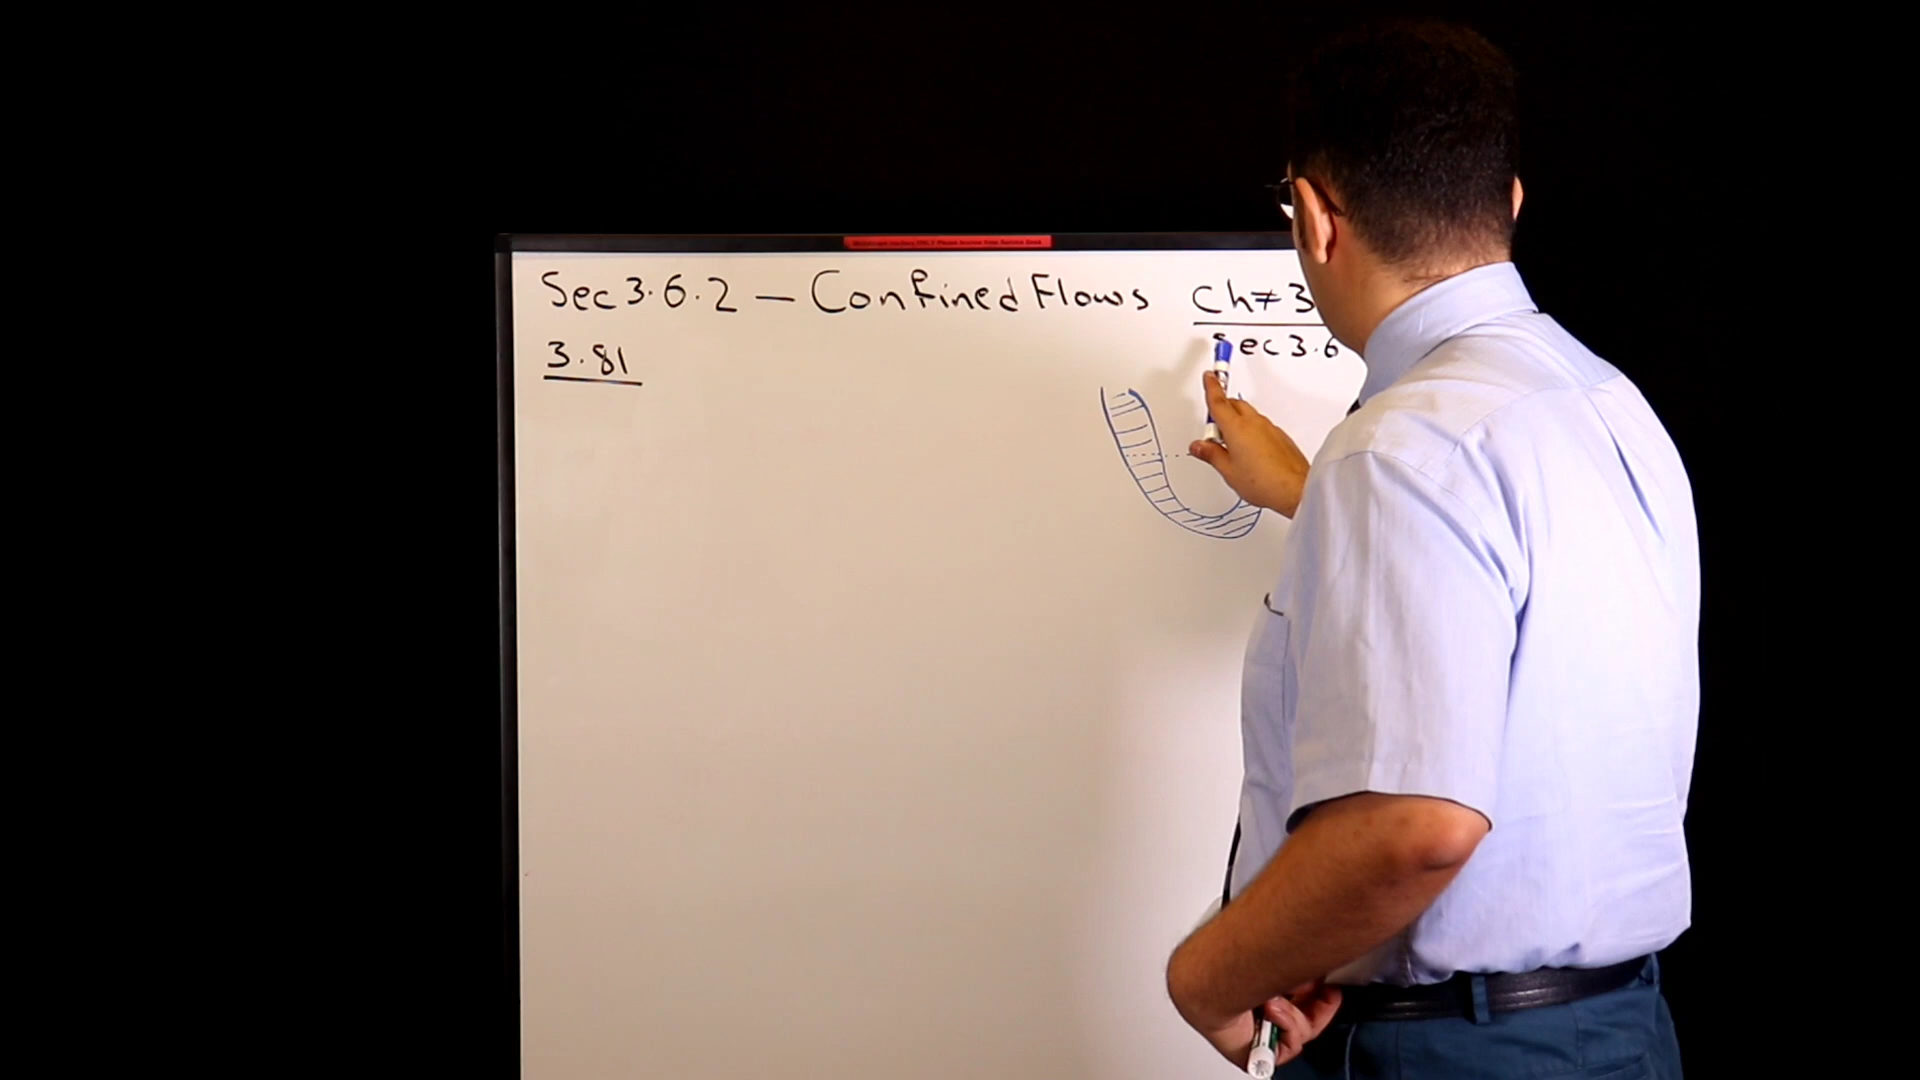 Sec 3.6.2 — Confined Flows
Ch≠3
Sec 3.6
3.81